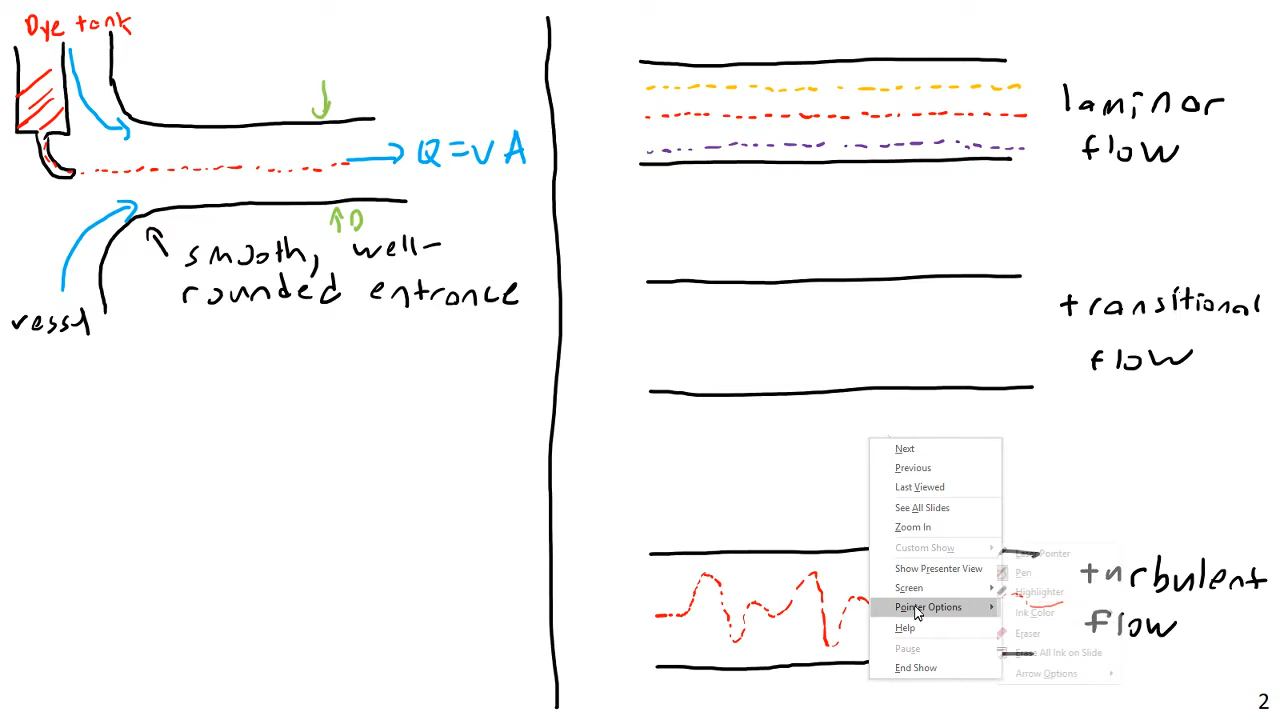 Dye tank
Q = v A
D
smooth, well-
rounded entrance
vessel
laminar
flow
transitional
flow
turbulent
flow
Next
Previous
Last Viewed
See All Slides
Zoom In
Custom Show
Show Presenter View
Screen
Pointer Options
Help
Pause
End Show
Laser Pointer
Pen
Highlighter
Ink Color
Eraser
Erase All Ink on Slide
Arrow Options
2